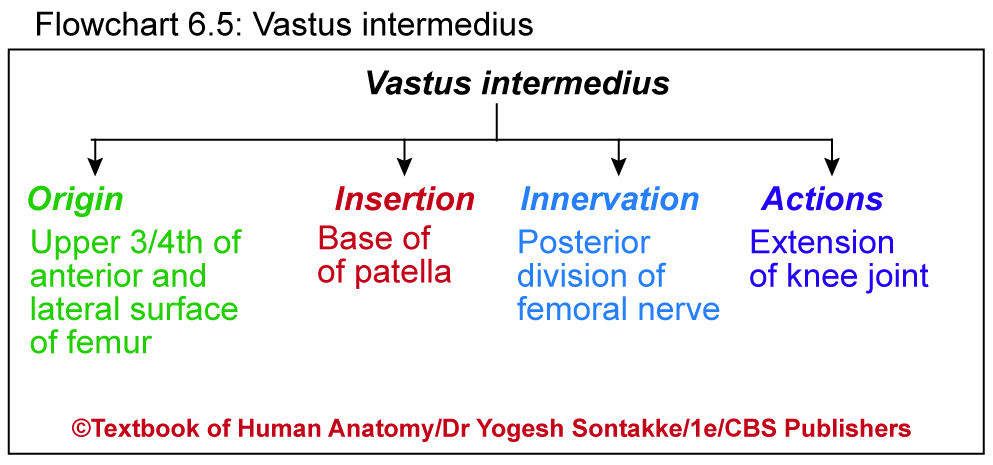 Flowchart 6.5: Vastus intermedius
Vastus intermedius
Origin
Upper 3/4th of
anterior and
lateral surface
of femur
Insertion
Base of
of patella
Innervation
Posterior
division of
femoral nerve
Actions
Extension
of knee joint
©Textbook of Human Anatomy/Dr Yogesh Sontakke/1e/CBS Publishers